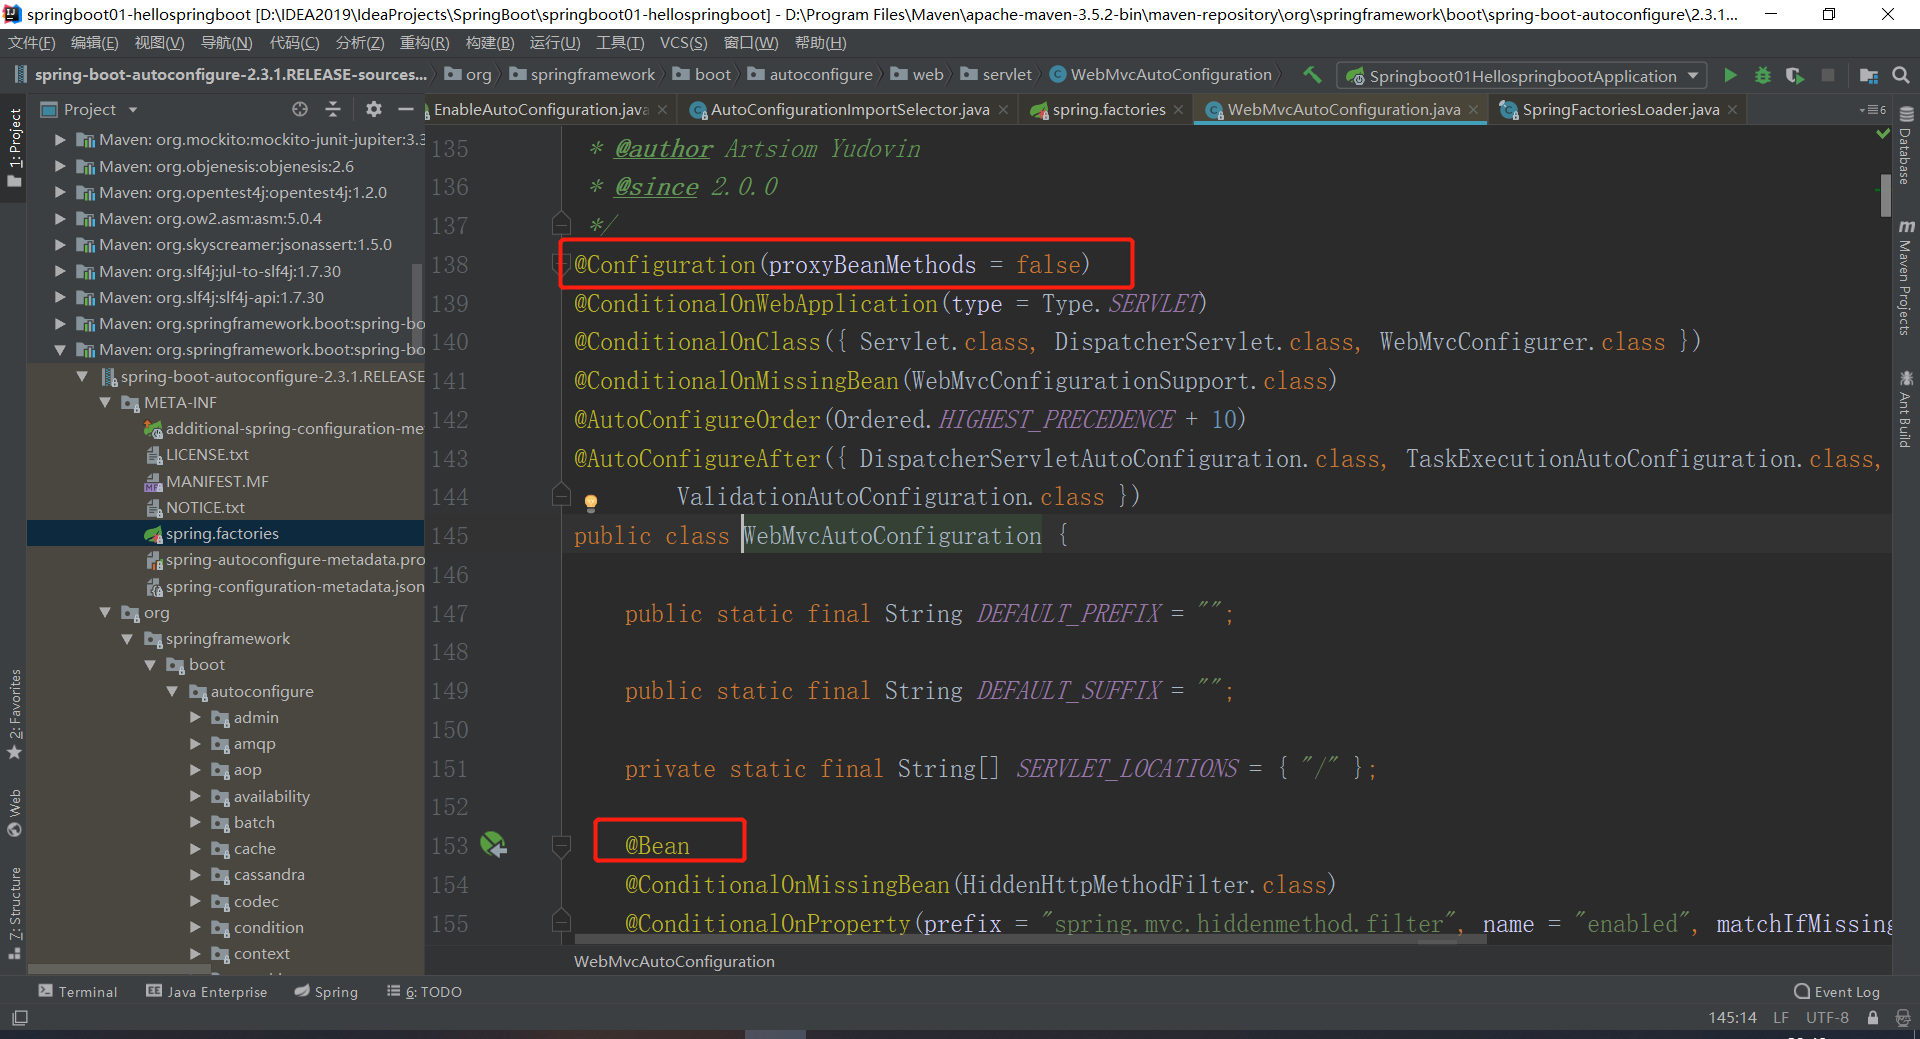 springboot01-hellospringboot [D:\IDEA2019\IdeaProjects\SpringBoot\springboot01-hellospringboot] - D:\Program Files\Maven\apache-maven-3.5.2-bin\maven-repository\org\springframework\boot\spring-boot-autoconfigure\2.3.1...
文件(F) 编辑(E) 视图(V) 导航(N) 代码(C) 分析(Z) 重构(R) 构建(B) 运行(U) 工具(T) VCS(S) 窗口(W) 帮助(H)
spring-boot-autoconfigure-2.3.1.RELEASE-sources... org springframework boot autoconfigure web servlet WebMvcAutoConfiguration Springboot01HellospringbootApplication
Project EnableAutoConfiguration.java AutoConfigurationImportSelector.java spring.factories WebMvcAutoConfiguration.java SpringFactoriesLoader.java 6
1: Project
2: Favorites
Web
Z: Structure
Maven: org.mockito:mockito-junit-jupiter:3.3
Maven: org.objenesis:objenesis:2.6
Maven: org.opentest4j:opentest4j:1.2.0
Maven: org.ow2.asm:asm:5.0.4
Maven: org.skyscreamer:jsonassert:1.5.0
Maven: org.slf4j:jul-to-slf4j:1.7.30
Maven: org.slf4j:slf4j-api:1.7.30
Maven: org.springframework.boot:spring-bo
Maven: org.springframework.boot:spring-bo
spring-boot-autoconfigure-2.3.1.RELEASE
META-INF
additional-spring-configuration-me
LICENSE.txt
MANIFEST.MF
NOTICE.txt
spring.factories
spring-autoconfigure-metadata.pro
spring-configuration-metadata.json
org
springframework
boot
autoconfigure
admin
amqp
aop
availability
batch
cache
cassandra
codec
condition
context
135 * @author Artsiom Yudovin
136 * @since 2.0.0
137 */
138 @Configuration(proxyBeanMethods = false)
139 @ConditionalOnWebApplication(type = Type.SERVLET)
140 @ConditionalOnClass({ Servlet.class, DispatcherServlet.class, WebMvcConfigurer.class })
141 @ConditionalOnMissingBean(WebMvcConfigurationSupport.class)
142 @AutoConfigureOrder(Ordered.HIGHEST_PRECEDENCE + 10)
143 @AutoConfigureAfter({ DispatcherServletAutoConfiguration.class, TaskExecutionAutoConfiguration.class,
144 ValidationAutoConfiguration.class })
145 public class WebMvcAutoConfiguration {
146
147 public static final String DEFAULT_PREFIX = "";
148
149 public static final String DEFAULT_SUFFIX = "";
150
151 private static final String[] SERVLET_LOCATIONS = { "/" };
152
153 @Bean
154 @ConditionalOnMissingBean(HiddenHttpMethodFilter.class)
155 @ConditionalOnProperty(prefix = "spring.mvc.hiddenmethod.filter", name = "enabled", matchIfMissing
WebMvcAutoConfiguration
Database
Maven Projects
Ant Build
Terminal Java Enterprise Spring 6: TODO Event Log
145:14 LF UTF-8